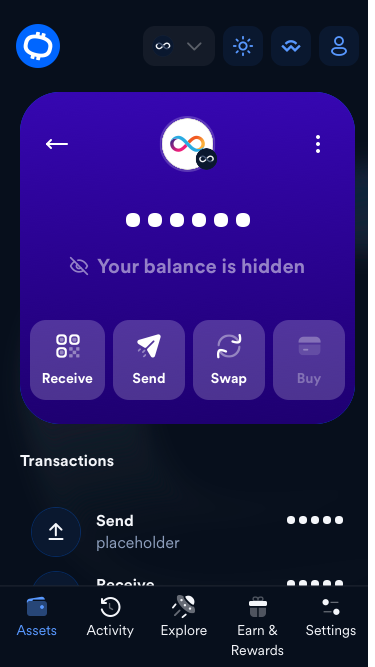 Your balance is hidden
Receive
Send
Swap
Buy
Transactions
Send
placeholder
Receive
Assets
Activity
Explore
Earn &
Rewards
Settings